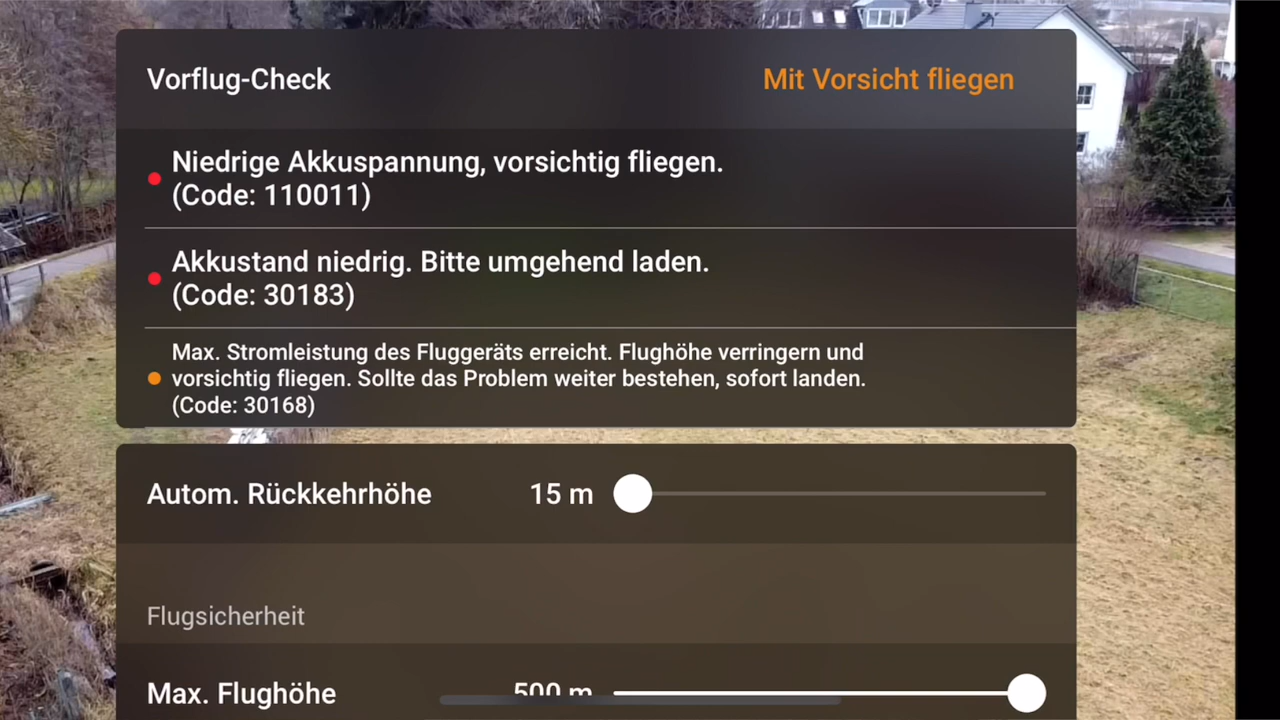 Vorflug-Check
Mit Vorsicht fliegen
Niedrige Akkuspannung, vorsichtig fliegen.
(Code: 110011)
Akkustand niedrig. Bitte umgehend laden.
(Code: 30183)
Max. Stromleistung des Fluggeräts erreicht. Flughöhe verringern und
vorsichtig fliegen. Sollte das Problem weiter bestehen, sofort landen.
(Code: 30168)
Autom. Rückkehrhöhe 15 m
Flugsicherheit
Max. Flughöhe 500 m